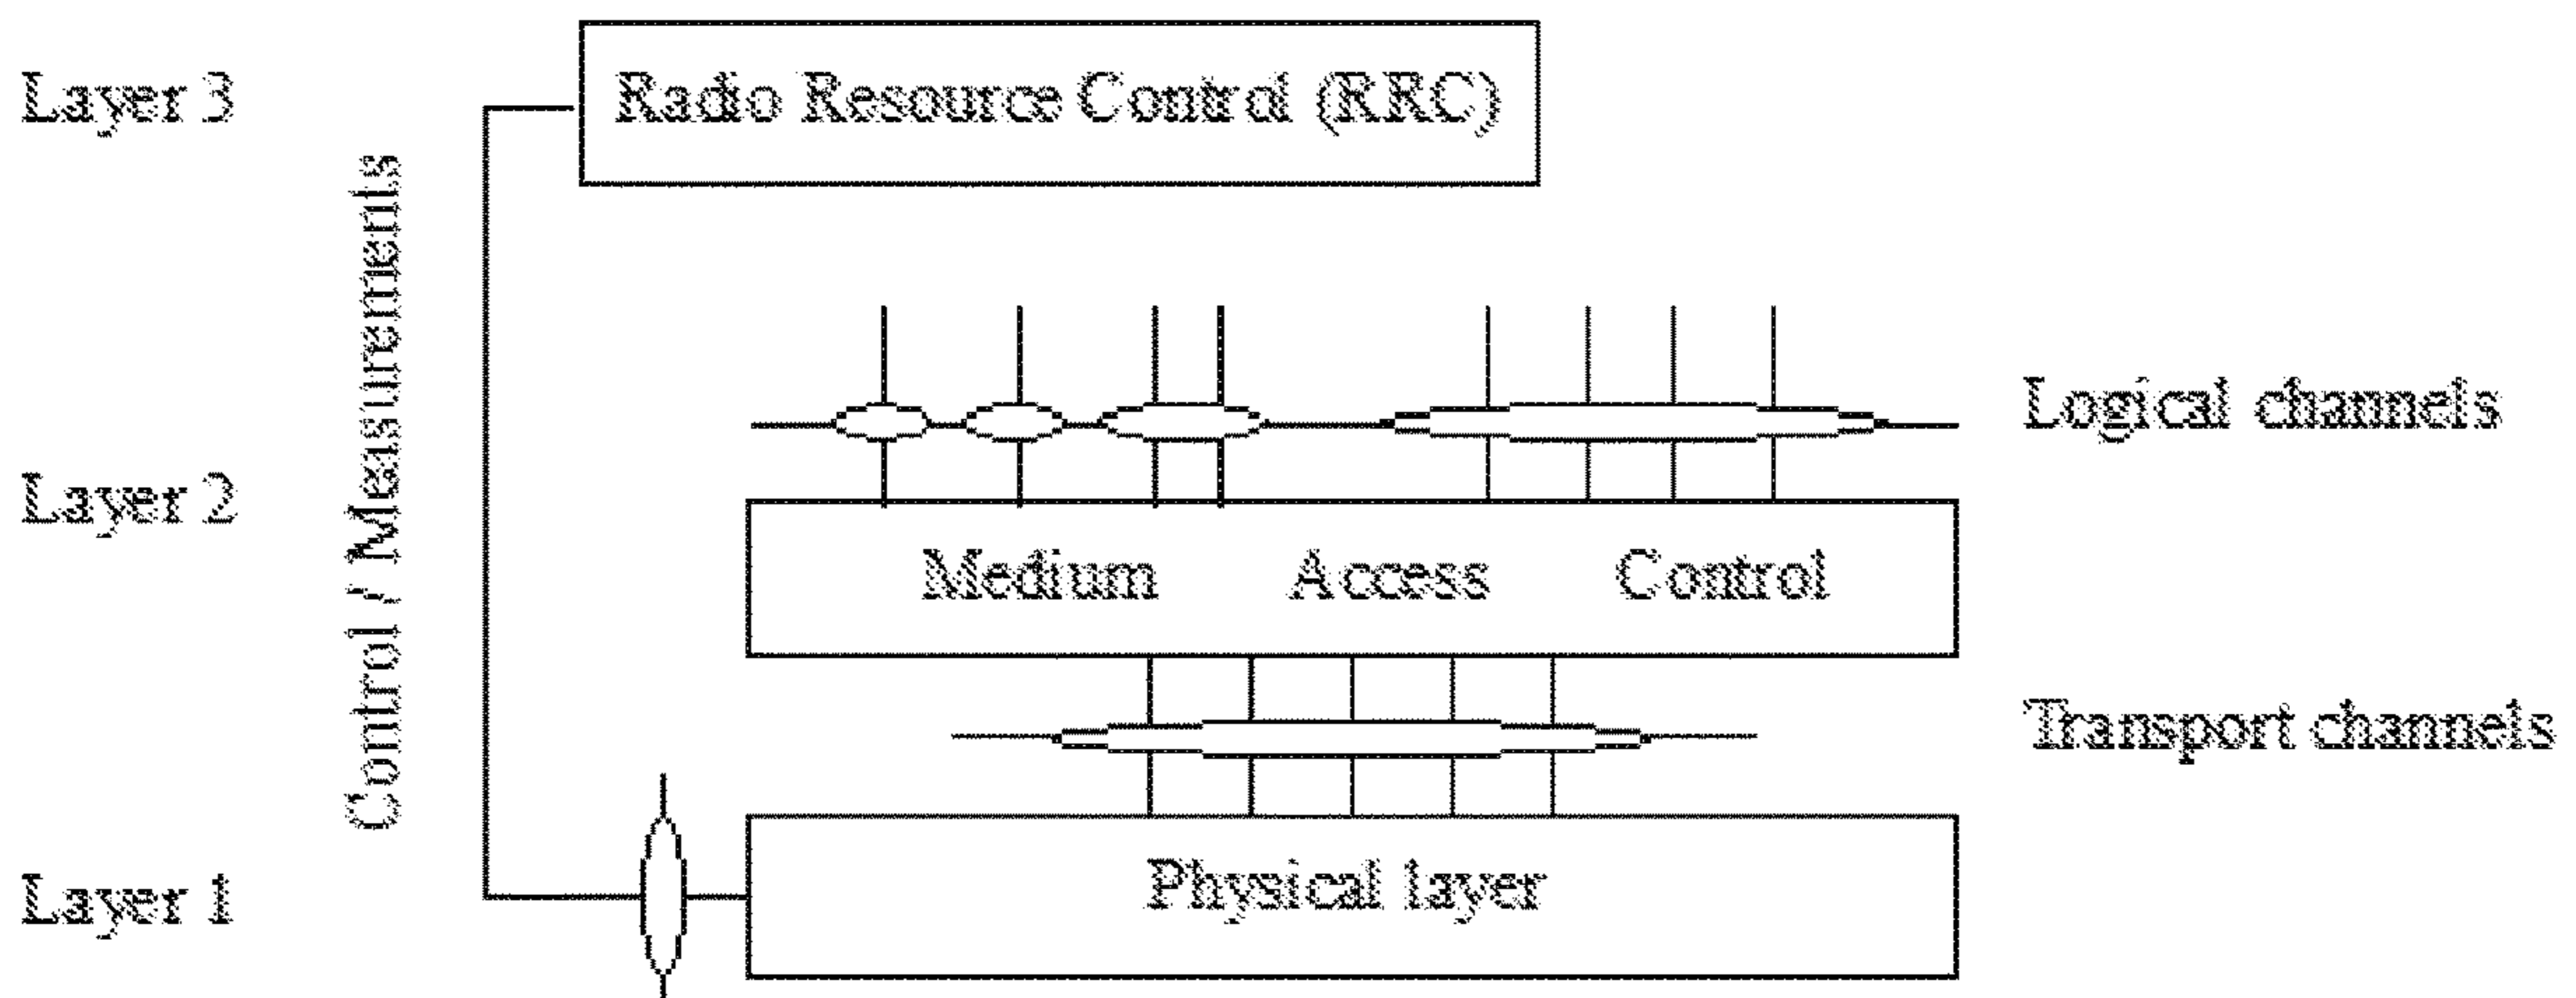 Layer 3
Radio Resource Control (RRC)
Control / Measurements
Logical channels
Layer 2
Medium Access Control
Transport channels
Layer 1
Physical layer